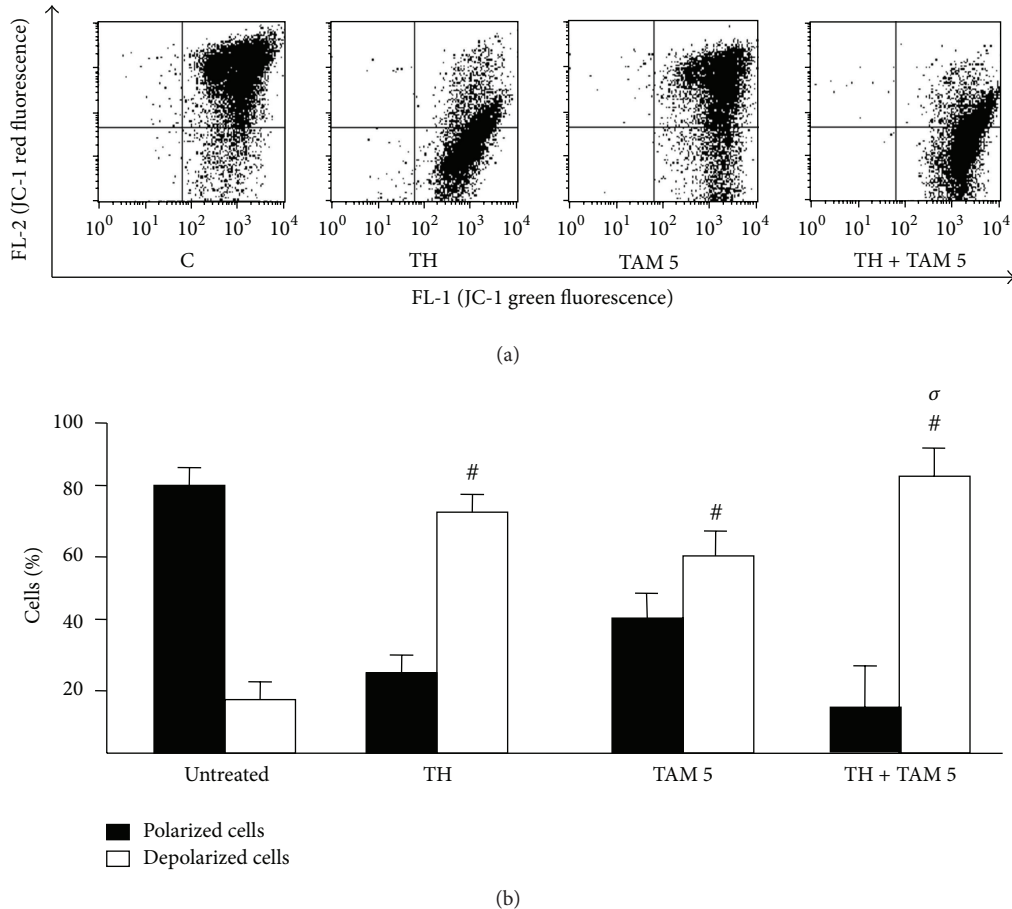 FL-2 (JC-1 red fluorescence)
10⁰ 10¹ 10² 10³ 10⁴ 10⁰ 10¹ 10² 10³ 10⁴ 10⁰ 10¹ 10² 10³ 10⁴ 10⁰ 10¹ 10² 10³ 10⁴
C TH TAM 5 TH + TAM 5
FL-1 (JC-1 green fluorescence)
(a)
Cells (%)
100
80
60
40
20
#
#
σ
#
Untreated TH TAM 5 TH + TAM 5
Polarized cells
Depolarized cells
(b)